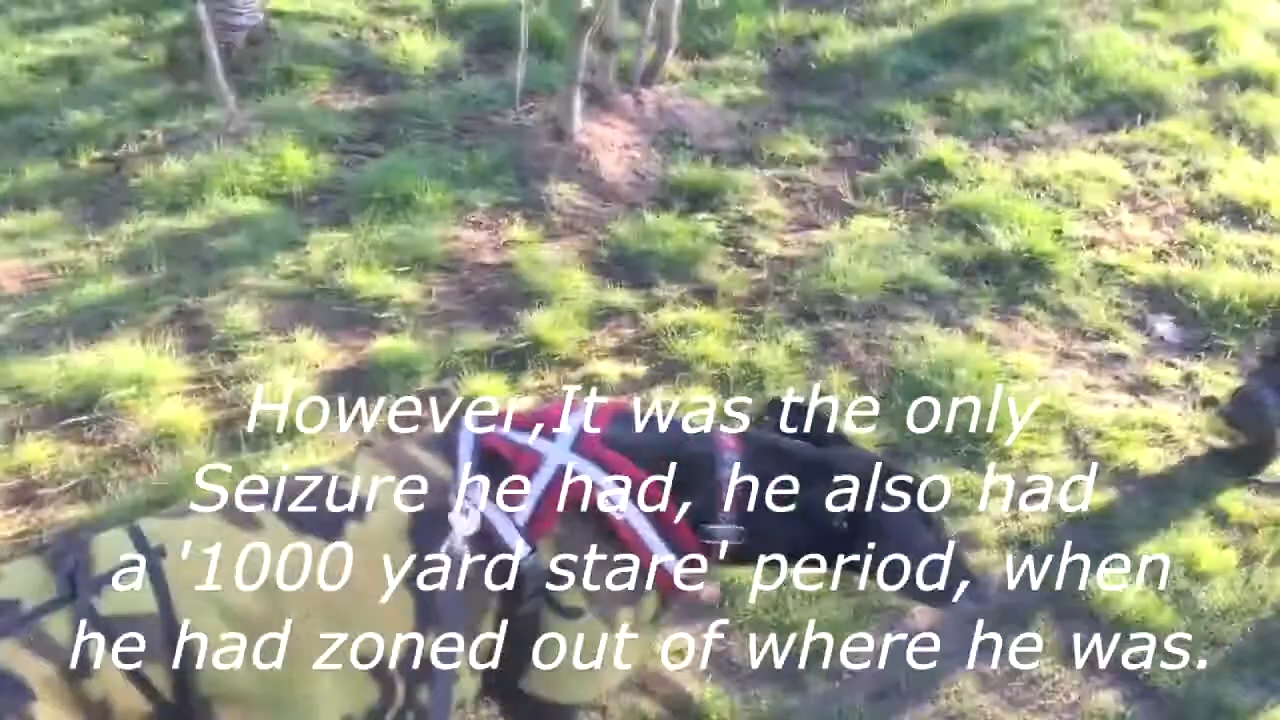 However,It was the only
Seizure he had, he also had
a '1000 yard stare' period, when
he had zoned out of where he was.